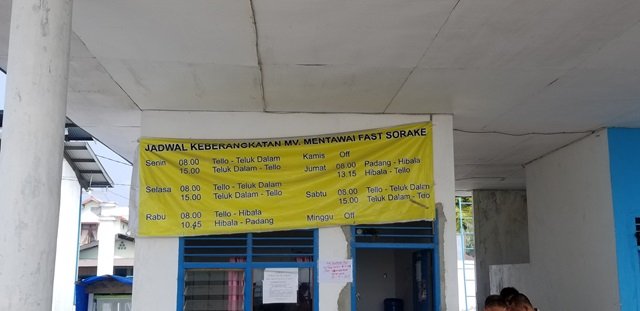 JADWAL KEBERANGKATAN MV. MENTAWAI FAST SORAKE
Senin 08.00 Tello - Teluk Dalam
15.00 Teluk Dalam - Tello
Selasa 08.00 Tello - Teluk Dalam
15.00 Teluk Dalam - Tello
Rabu 08.00 Tello - Hibala
10.45 Hibala - Padang
Kamis Off
Jumat 08.00 Padang - Hibala
13.15 Hibala - Tello
Sabtu 08.00 Tello - Teluk Dalam
15.00 Teluk Dalam - Tello
Minggu Off